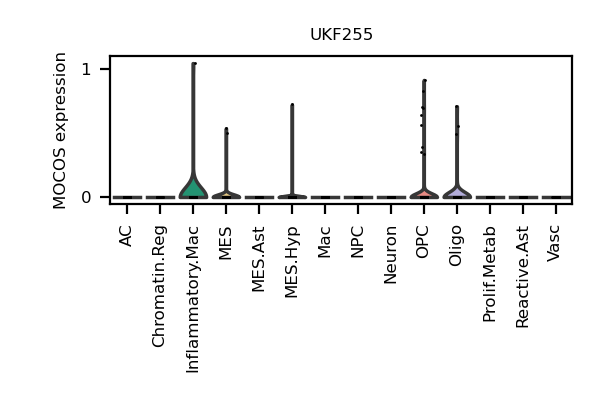 UKF255
MOCOS expression
1
0
AC
Chromatin.Reg
Inflammatory.Mac
MES
MES.Ast
MES.Hyp
Mac
NPC
Neuron
OPC
Oligo
Prolif.Metab
Reactive.Ast
Vasc